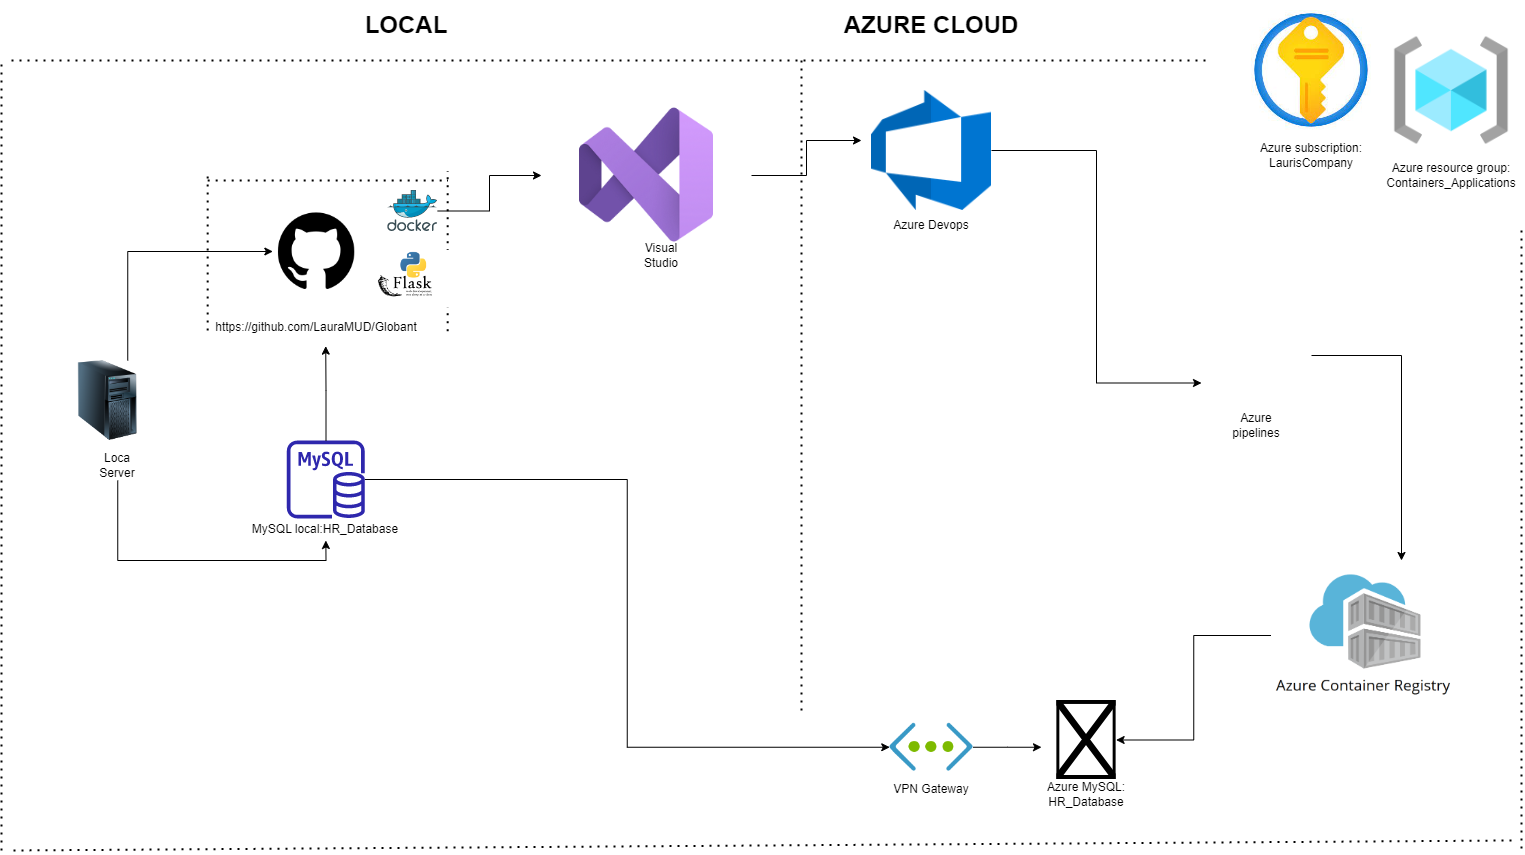 LOCAL
AZURE CLOUD
Azure subscription:
LaurisCompany
Azure resource group:
Containers_Applications
docker
Flask
Visual
Studio
Azure Devops
https://github.com/LauraMUD/Globant
Loca
Server
MySQL
MySQL local:HR_Database
Azure
pipelines
Azure Container Registry
VPN Gateway
Azure MySQL:
HR_Database